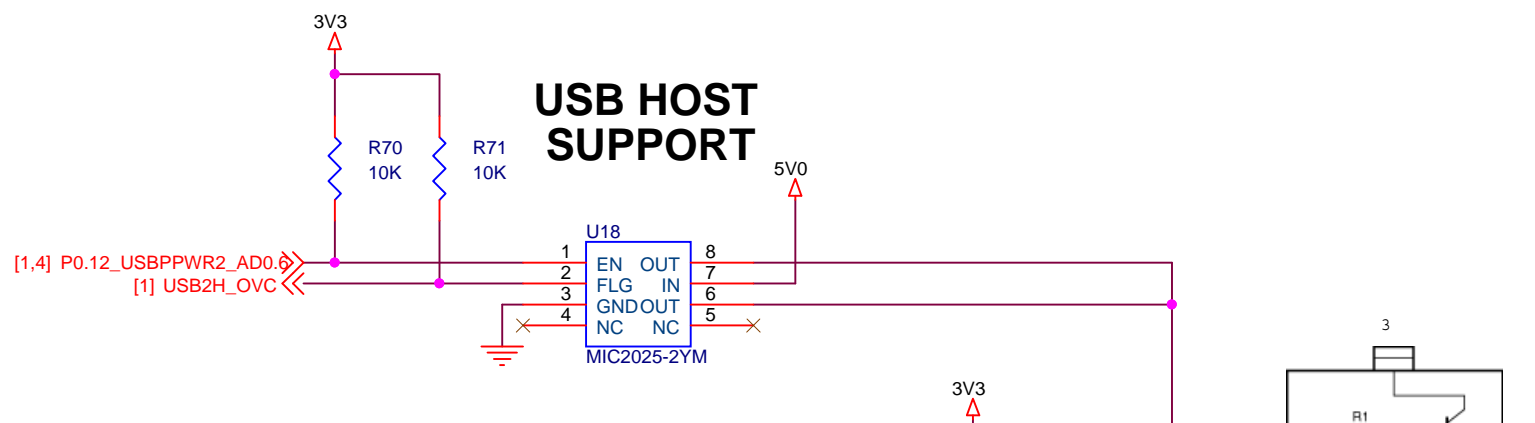 3V3
USB HOST
SUPPORT
R70
10K
R71
10K
5V0
U18
[1,4] P0.12_USBPPWR2_AD0.6
[1] USB2H_OVC
1
2
3
4
EN
FLG
GND
NC
OUT
IN
OUT
NC
8
7
6
5
MIC2025-2YM
3V3
3
R1